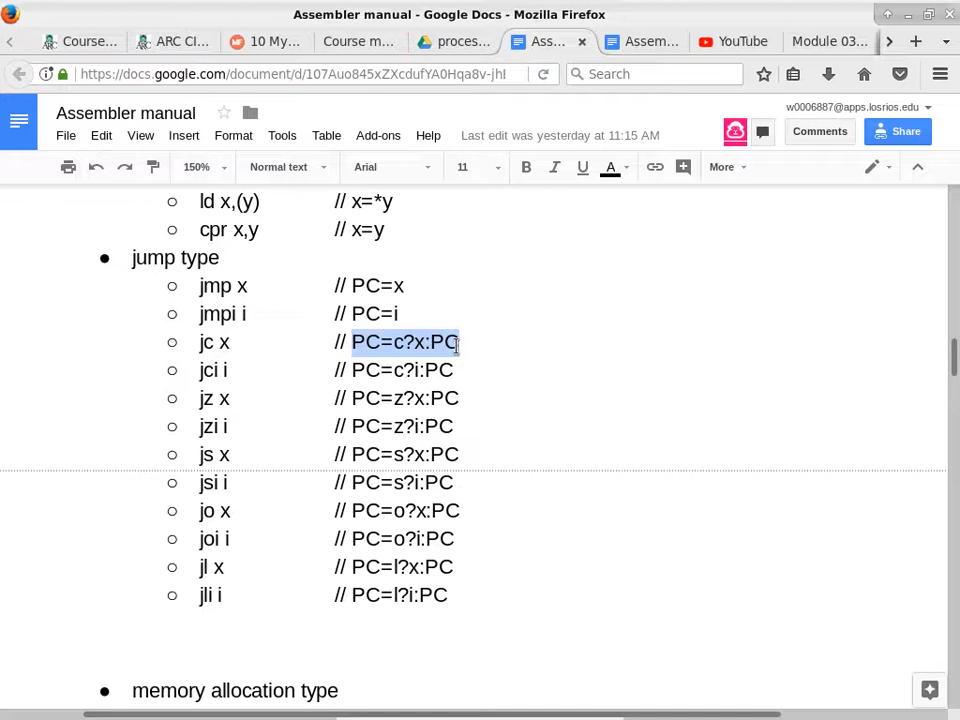 Assembler manual - Google Docs - Mozilla Firefox
Course... ARC CI... 10 My... Course m... proces... Ass... Assem... YouTube Module 03...
https://docs.google.com/document/d/107Auo845xZXcdufYA0Hqa8v-jhl Search
Assembler manual w0006887@apps.losrios.edu
File Edit View Insert Format Tools Table Add-ons Help Last edit was yesterday at 11:15 AM Comments Share
150% Normal text Arial 11 B I U A More
ld x,(y) // x=*y
cpr x,y // x=y
jump type
jmp x // PC=x
jmpi i // PC=i
jc x // PC=c?x:PC
jci i // PC=c?i:PC
jz x // PC=z?x:PC
jzi i // PC=z?i:PC
js x // PC=s?x:PC
jsi i // PC=s?i:PC
jo x // PC=o?x:PC
joi i // PC=o?i:PC
jl x // PC=l?x:PC
jli i // PC=l?i:PC
memory allocation type